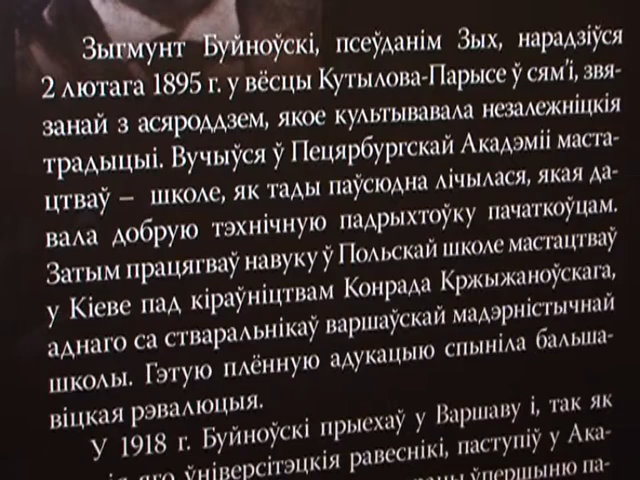 Зыгмунт Буйноўскі, псеўданім Зых, нарадзіўся
2 лютага 1895 г. у вёсцы Кутылова-Парысе ў сям'і, звя-
занай з асяроддзем, якое культывавала незалежніцкія
традыцыі. Вучыўся ў Пецярбургскай Акадэміі маста-
цтваў – школе, як тады паўсюдна лічылася, якая да-
вала добрую тэхнічную падрыхтоўку пачаткоўцам.
Затым працягваў навуку ў Польскай школе мастацтваў
у Кіеве пад кіраўніцтвам Конрада Кржыжаноўскага,
аднаго са стваральнікаў варшаўскай мадэрністычнай
школы. Гэтую плённую адукацыю спыніла бальша-
віцкая рэвалюцыя.
У 1918 г. Буйноўскі прыехаў у Варшаву і, так як
яго ўніверсітэцкія равеснікі, паступіў у Ака-
ўпершыню па-